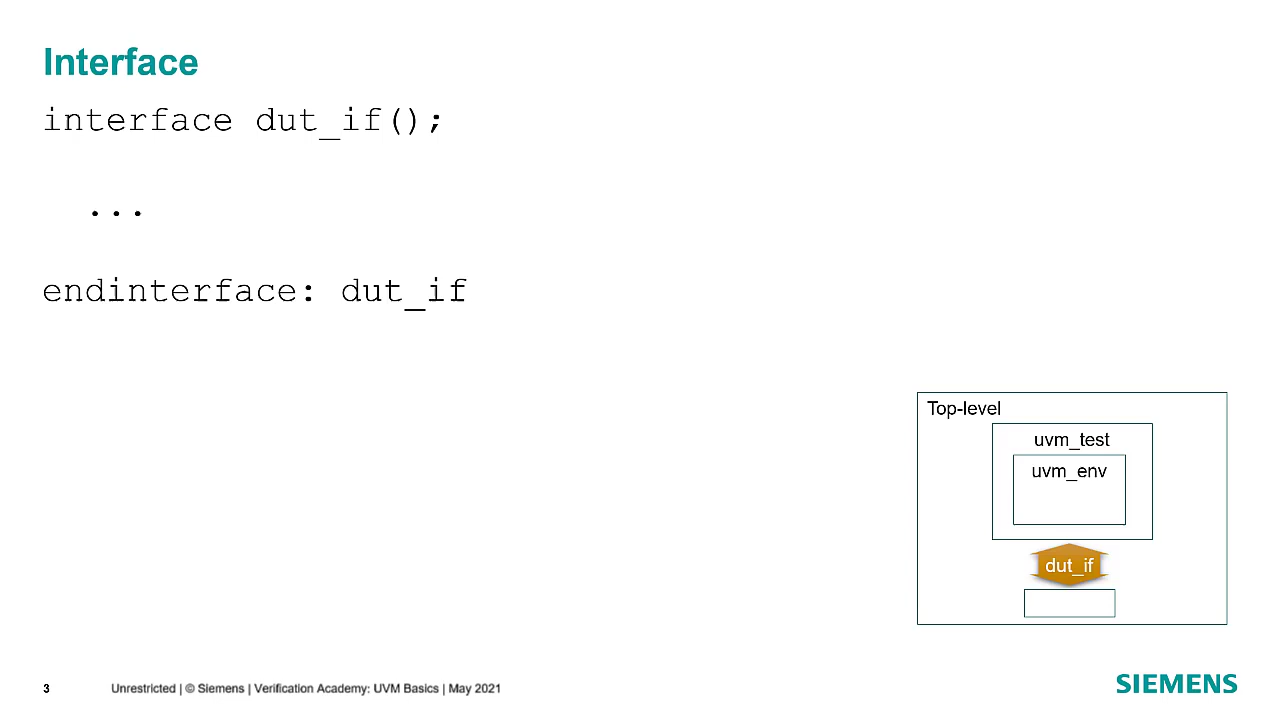 Interface
interface dut_if();
...
endinterface: dut_if
Top-level
uvm_test
uvm_env
dut_if
3
Unrestricted | © Siemens | Verification Academy: UVM Basics | May 2021
SIEMENS